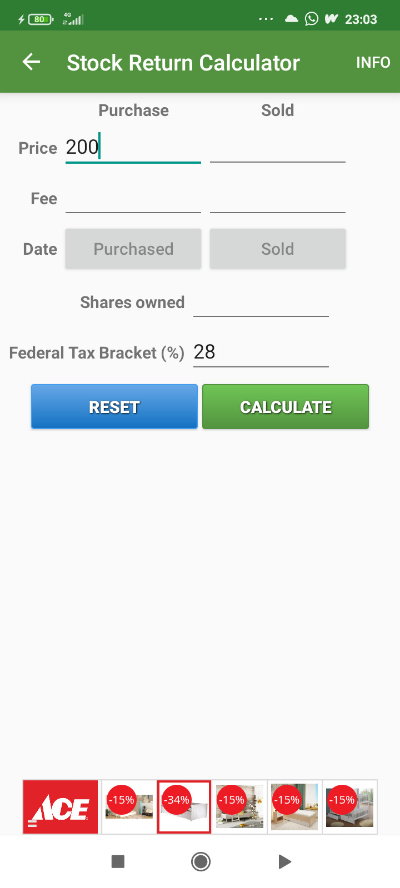 80
4G
23:03
Stock Return Calculator
INFO
Purchase
Sold
Price
200
Fee
Date
Purchased
Sold
Shares owned
Federal Tax Bracket (%)
28
RESET
CALCULATE
ACE
-15%
-34%
-15%
-15%
-15%